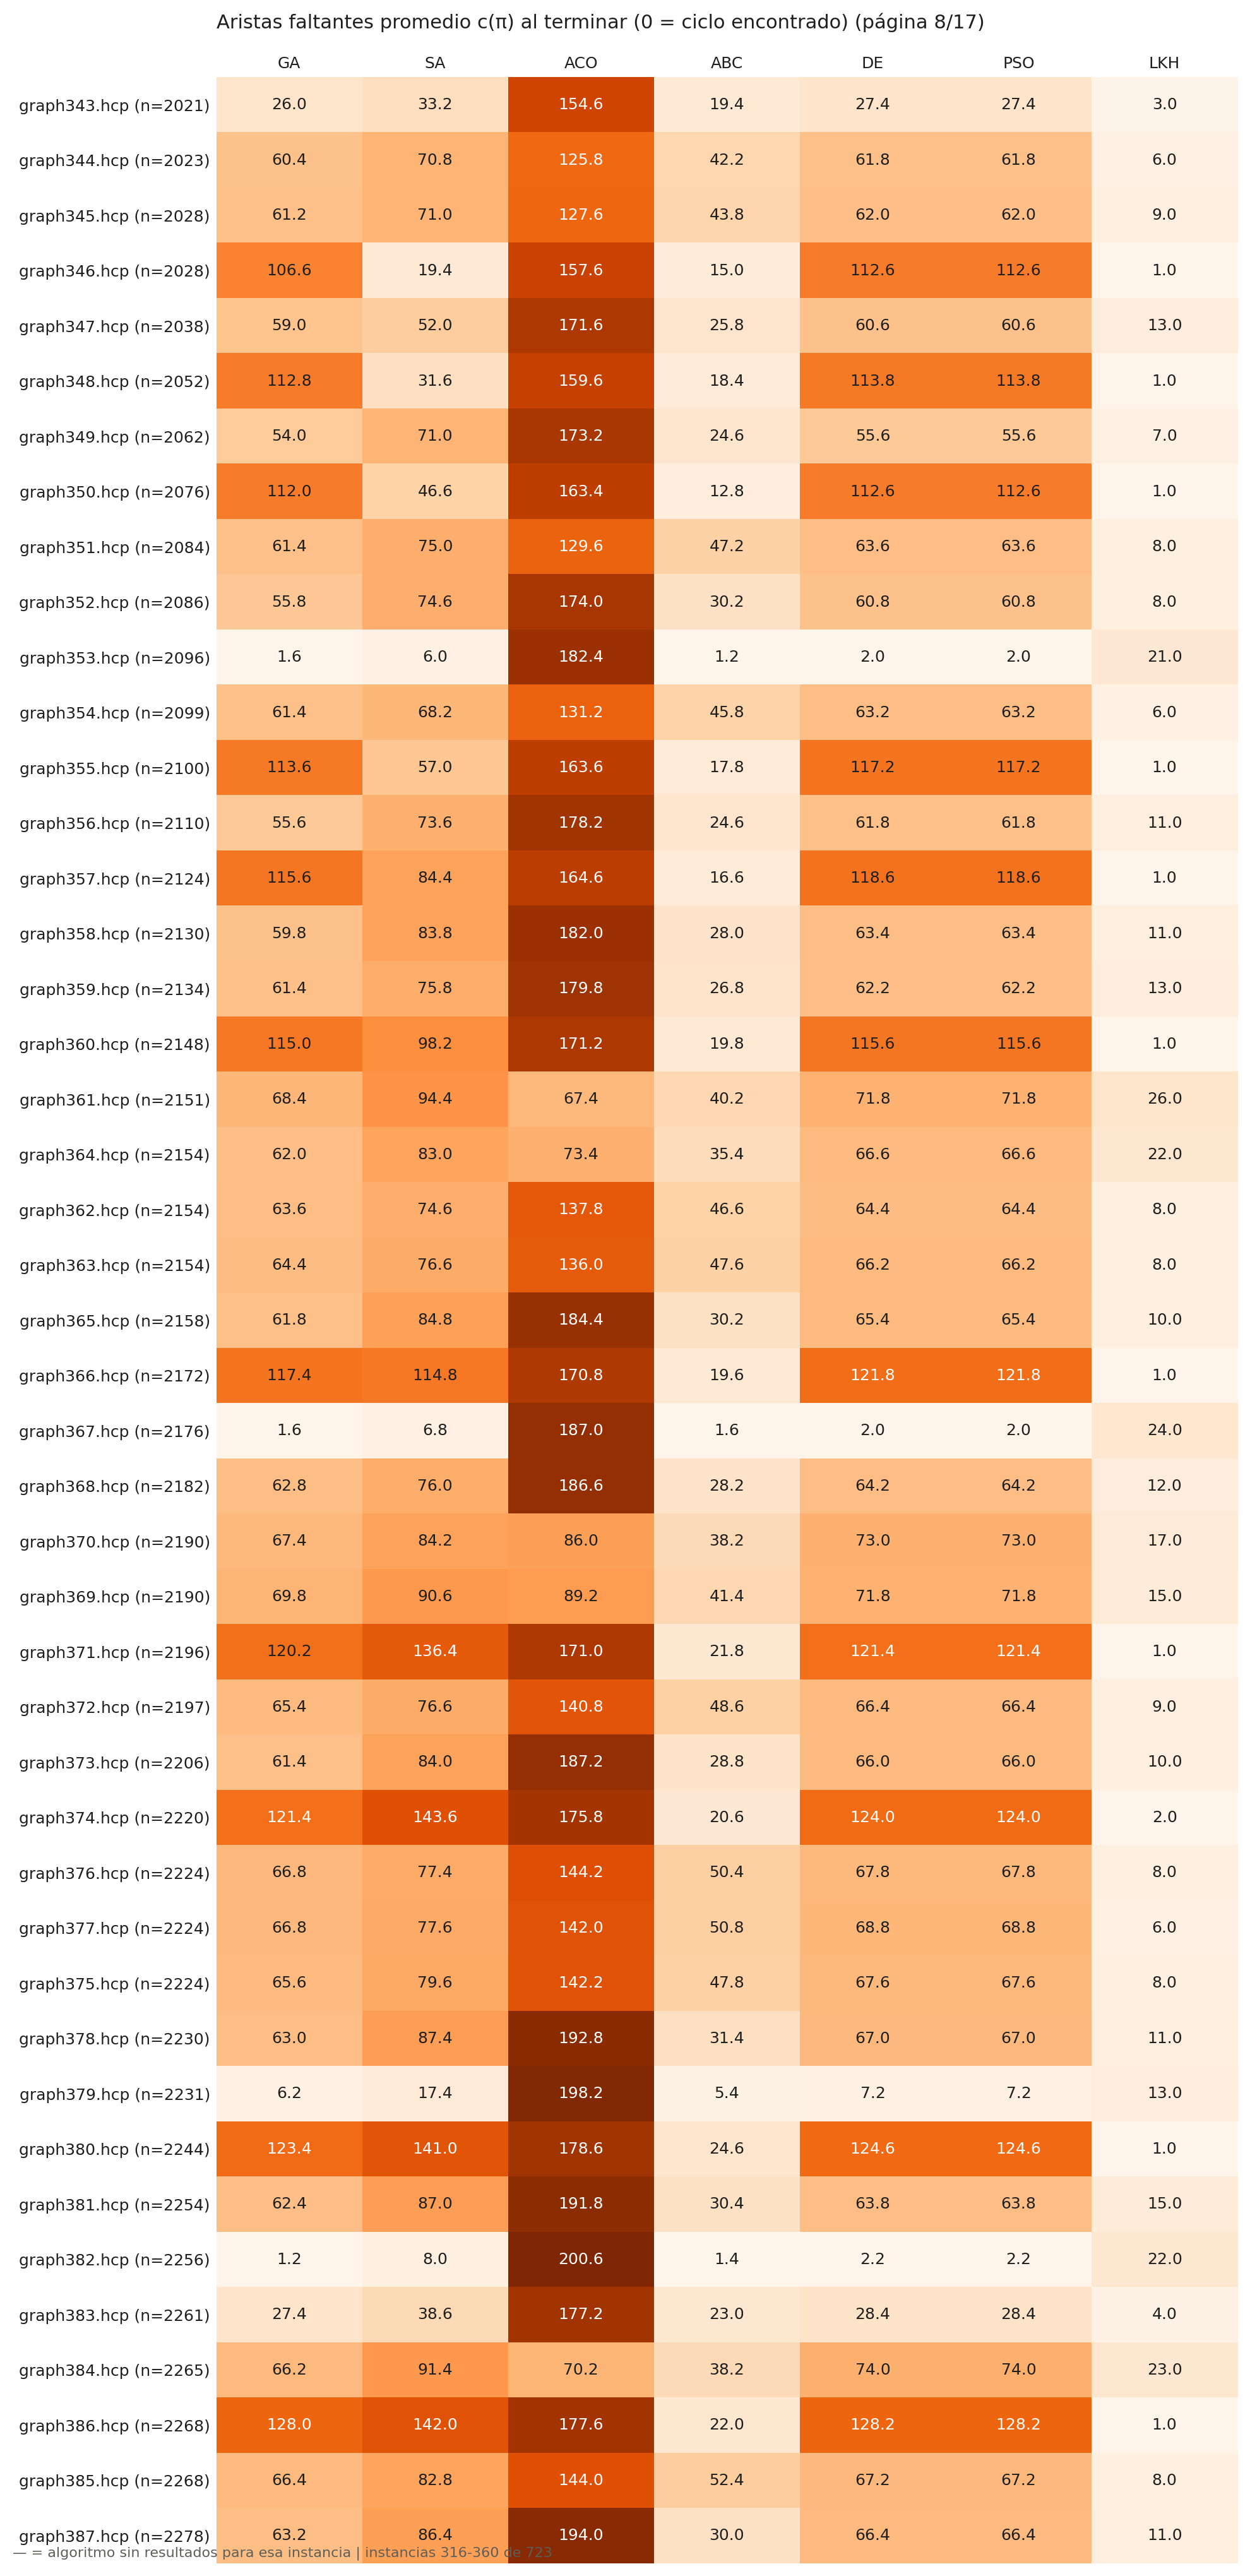 Aristas faltantes promedio c(π) al terminar (0 = ciclo encontrado) (página 8/17)
GA SA ACO ABC DE PSO LKH
graph343.hcp (n=2021) 26.0 33.2 154.6 19.4 27.4 27.4 3.0
graph344.hcp (n=2023) 60.4 70.8 125.8 42.2 61.8 61.8 6.0
graph345.hcp (n=2028) 61.2 71.0 127.6 43.8 62.0 62.0 9.0
graph346.hcp (n=2028) 106.6 19.4 157.6 15.0 112.6 112.6 1.0
graph347.hcp (n=2038) 59.0 52.0 171.6 25.8 60.6 60.6 13.0
graph348.hcp (n=2052) 112.8 31.6 159.6 18.4 113.8 113.8 1.0
graph349.hcp (n=2062) 54.0 71.0 173.2 24.6 55.6 55.6 7.0
graph350.hcp (n=2076) 112.0 46.6 163.4 12.8 112.6 112.6 1.0
graph351.hcp (n=2084) 61.4 75.0 129.6 47.2 63.6 63.6 8.0
graph352.hcp (n=2086) 55.8 74.6 174.0 30.2 60.8 60.8 8.0
graph353.hcp (n=2096) 1.6 6.0 182.4 1.2 2.0 2.0 21.0
graph354.hcp (n=2099) 61.4 68.2 131.2 45.8 63.2 63.2 6.0
graph355.hcp (n=2100) 113.6 57.0 163.6 17.8 117.2 117.2 1.0
graph356.hcp (n=2110) 55.6 73.6 178.2 24.6 61.8 61.8 11.0
graph357.hcp (n=2124) 115.6 84.4 164.6 16.6 118.6 118.6 1.0
graph358.hcp (n=2130) 59.8 83.8 182.0 28.0 63.4 63.4 11.0
graph359.hcp (n=2134) 61.4 75.8 179.8 26.8 62.2 62.2 13.0
graph360.hcp (n=2148) 115.0 98.2 171.2 19.8 115.6 115.6 1.0
graph361.hcp (n=2151) 68.4 94.4 67.4 40.2 71.8 71.8 26.0
graph364.hcp (n=2154) 62.0 83.0 73.4 35.4 66.6 66.6 22.0
graph362.hcp (n=2154) 63.6 74.6 137.8 46.6 64.4 64.4 8.0
graph363.hcp (n=2154) 64.4 76.6 136.0 47.6 66.2 66.2 8.0
graph365.hcp (n=2158) 61.8 84.8 184.4 30.2 65.4 65.4 10.0
graph366.hcp (n=2172) 117.4 114.8 170.8 19.6 121.8 121.8 1.0
graph367.hcp (n=2176) 1.6 6.8 187.0 1.6 2.0 2.0 24.0
graph368.hcp (n=2182) 62.8 76.0 186.6 28.2 64.2 64.2 12.0
graph370.hcp (n=2190) 67.4 84.2 86.0 38.2 73.0 73.0 17.0
graph369.hcp (n=2190) 69.8 90.6 89.2 41.4 71.8 71.8 15.0
graph371.hcp (n=2196) 120.2 136.4 171.0 21.8 121.4 121.4 1.0
graph372.hcp (n=2197) 65.4 76.6 140.8 48.6 66.4 66.4 9.0
graph373.hcp (n=2206) 61.4 84.0 187.2 28.8 66.0 66.0 10.0
graph374.hcp (n=2220) 121.4 143.6 175.8 20.6 124.0 124.0 2.0
graph376.hcp (n=2224) 66.8 77.4 144.2 50.4 67.8 67.8 8.0
graph377.hcp (n=2224) 66.8 77.6 142.0 50.8 68.8 68.8 6.0
graph375.hcp (n=2224) 65.6 79.6 142.2 47.8 67.6 67.6 8.0
graph378.hcp (n=2230) 63.0 87.4 192.8 31.4 67.0 67.0 11.0
graph379.hcp (n=2231) 6.2 17.4 198.2 5.4 7.2 7.2 13.0
graph380.hcp (n=2244) 123.4 141.0 178.6 24.6 124.6 124.6 1.0
graph381.hcp (n=2254) 62.4 87.0 191.8 30.4 63.8 63.8 15.0
graph382.hcp (n=2256) 1.2 8.0 200.6 1.4 2.2 2.2 22.0
graph383.hcp (n=2261) 27.4 38.6 177.2 23.0 28.4 28.4 4.0
graph384.hcp (n=2265) 66.2 91.4 70.2 38.2 74.0 74.0 23.0
graph386.hcp (n=2268) 128.0 142.0 177.6 22.0 128.2 128.2 1.0
graph385.hcp (n=2268) 66.4 82.8 144.0 52.4 67.2 67.2 8.0
graph387.hcp (n=2278) 63.2 86.4 194.0 30.0 66.4 66.4 11.0
— = algoritmo sin resultados para esa instancia | instancias 316-360 de 723